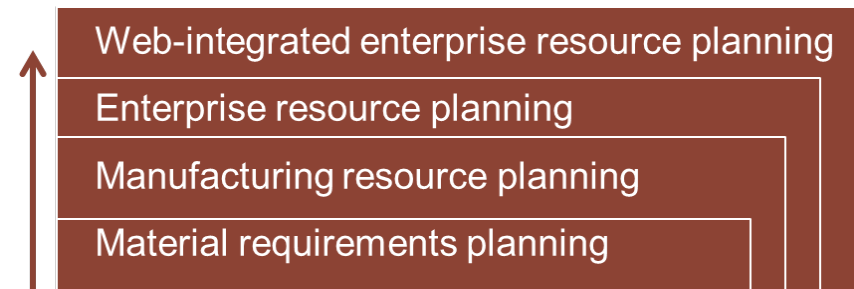 Web-integrated enterprise resource planning
Enterprise resource planning
Manufacturing resource planning
Material requirements planning